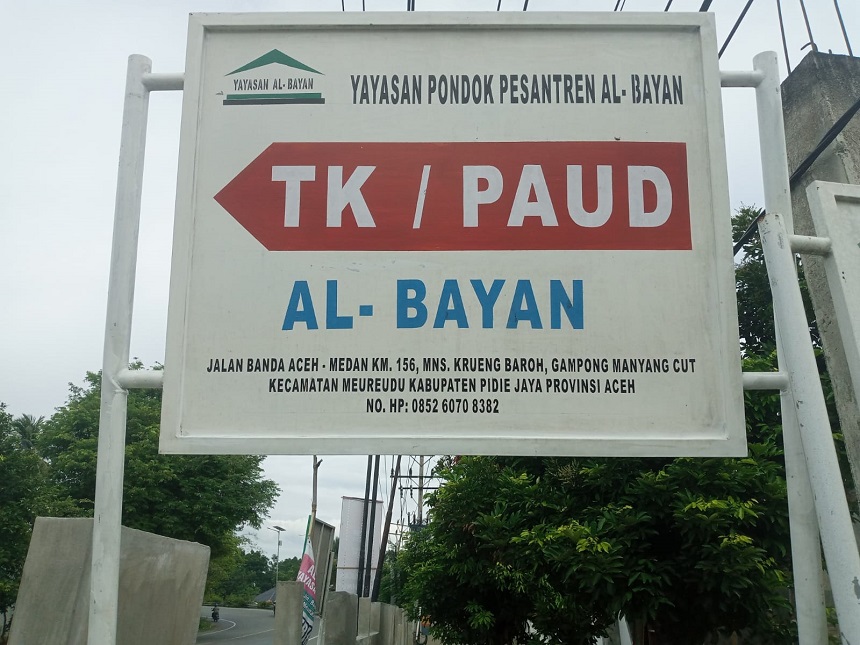 YAYASAN AL-BAYAN
YAYASAN PONDOK PESANTREN AL-BAYAN
TK / PAUD
AL- BAYAN
JALAN BANDA ACEH - MEDAN KM. 156, MNS. KRUENG BAROH, GAMPONG MANYANG CUT
KECAMATAN MEUREUDU KABUPATEN PIDIE JAYA PROVINSI ACEH
NO. HP: 0852 6070 8382